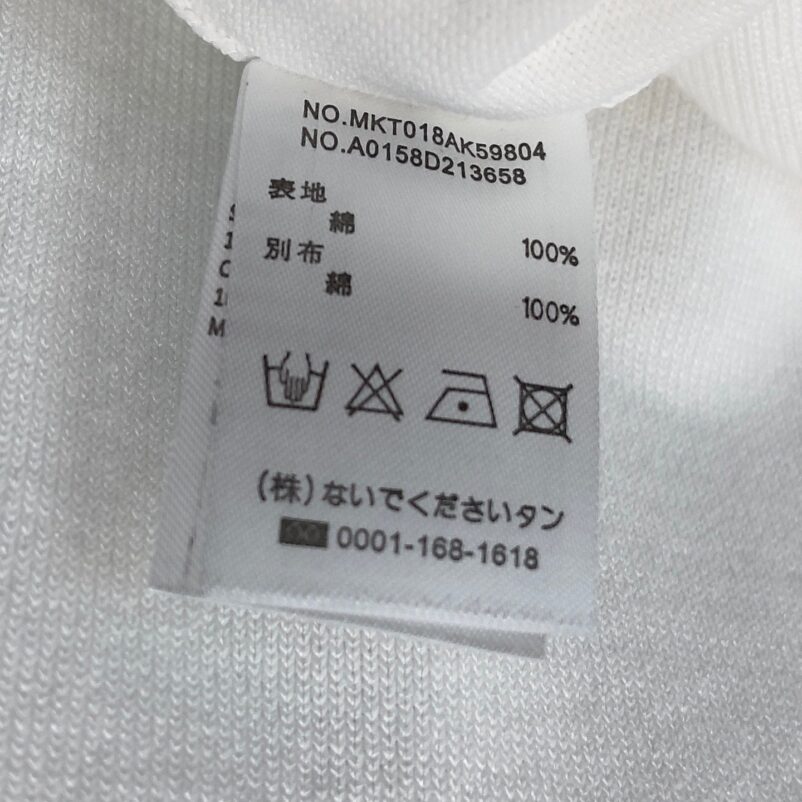 NO.MKT018AK59804
NO.A0158D213658
表地
綿 100%
別布
綿 100%
(株)ないでくださいタン
0001-168-1618